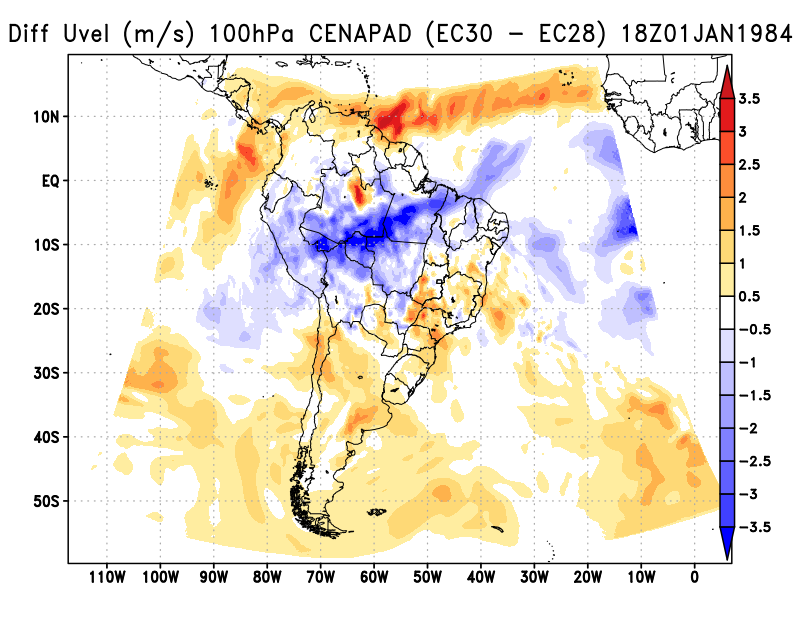 Diff Uvel (m/s) 100hPa CENAPAD (EC30 − EC28) 18Z01JAN1984
10N
EQ
10S
20S
30S
40S
50S
110W 100W 90W 80W 70W 60W 50W 40W 30W 20W 10W 0
3.5
3
2.5
2
1.5
1
0.5
−0.5
−1
−1.5
−2
−2.5
−3
−3.5